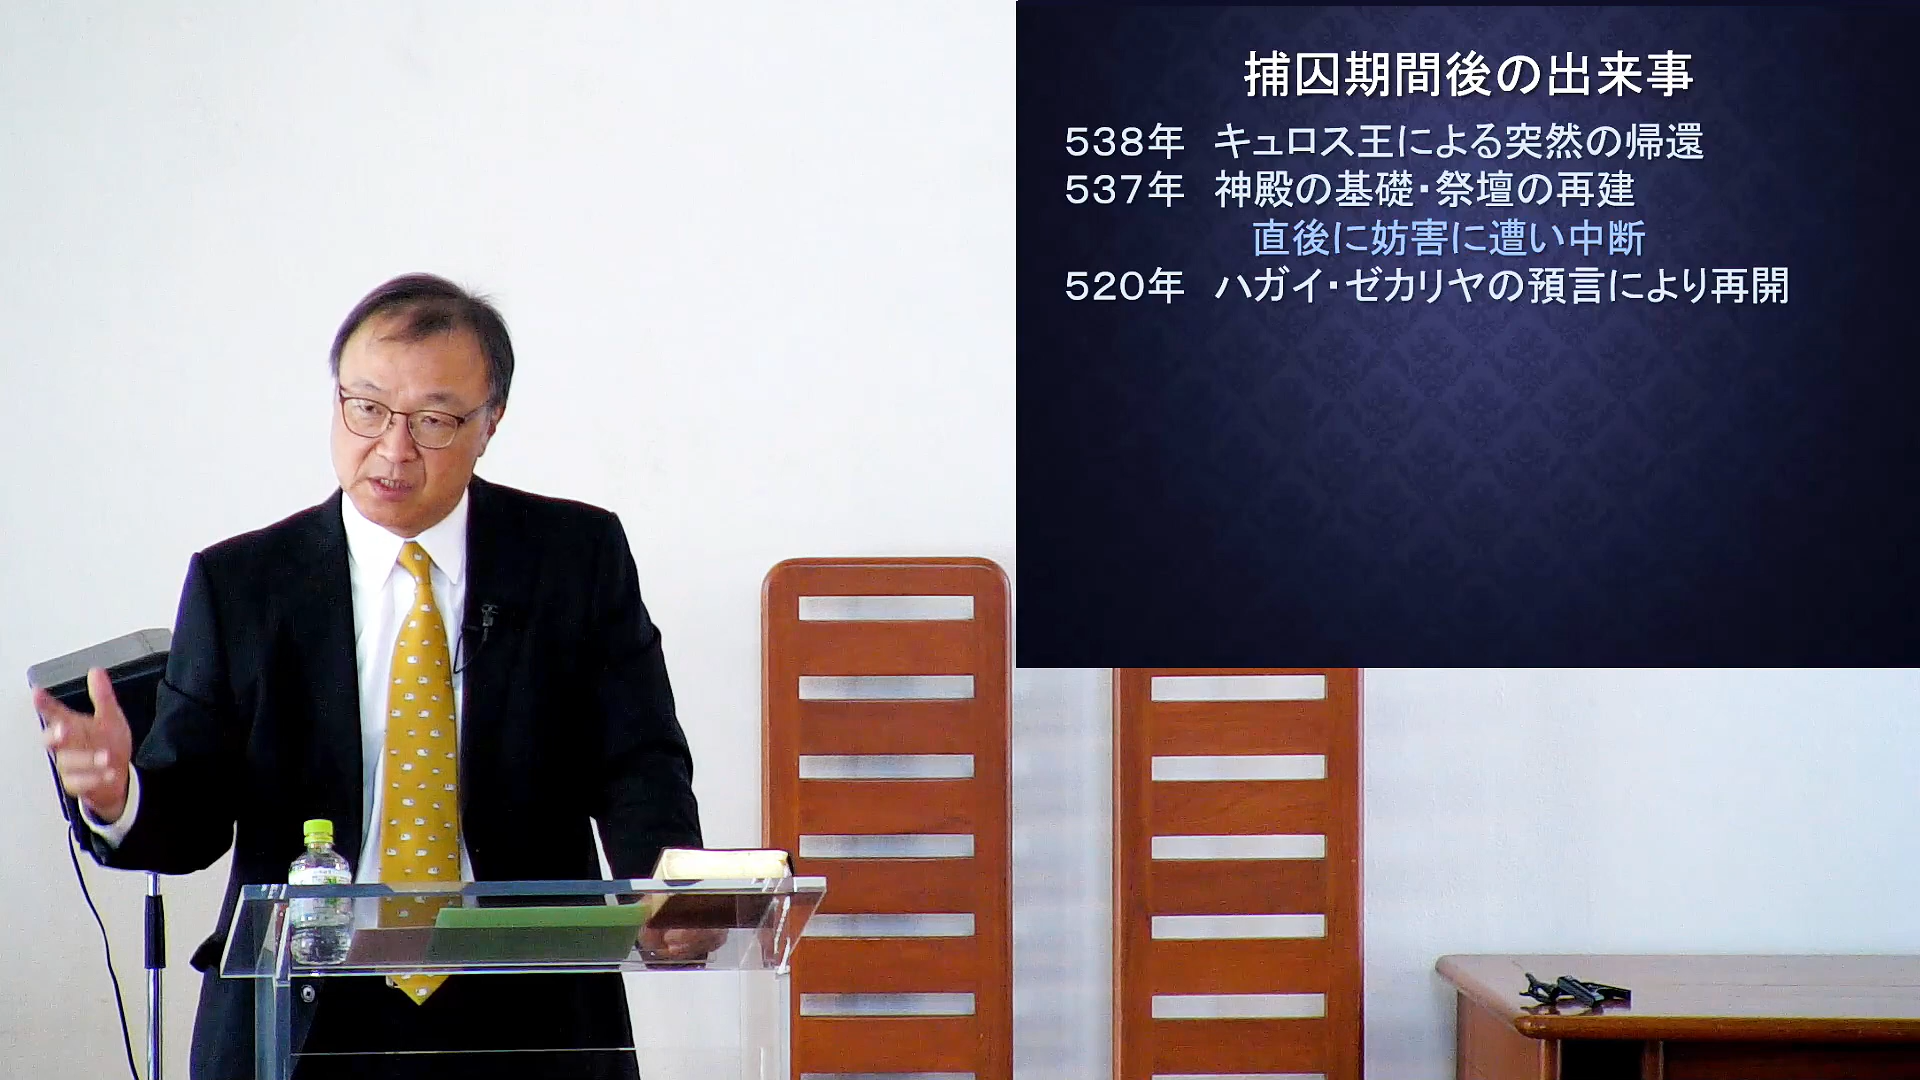 捕囚期間後の出来事
538年　キュロス王による突然の帰還
537年　神殿の基礎・祭壇の再建
直後に妨害に遭い中断
520年　ハガイ・ゼカリヤの預言により再開